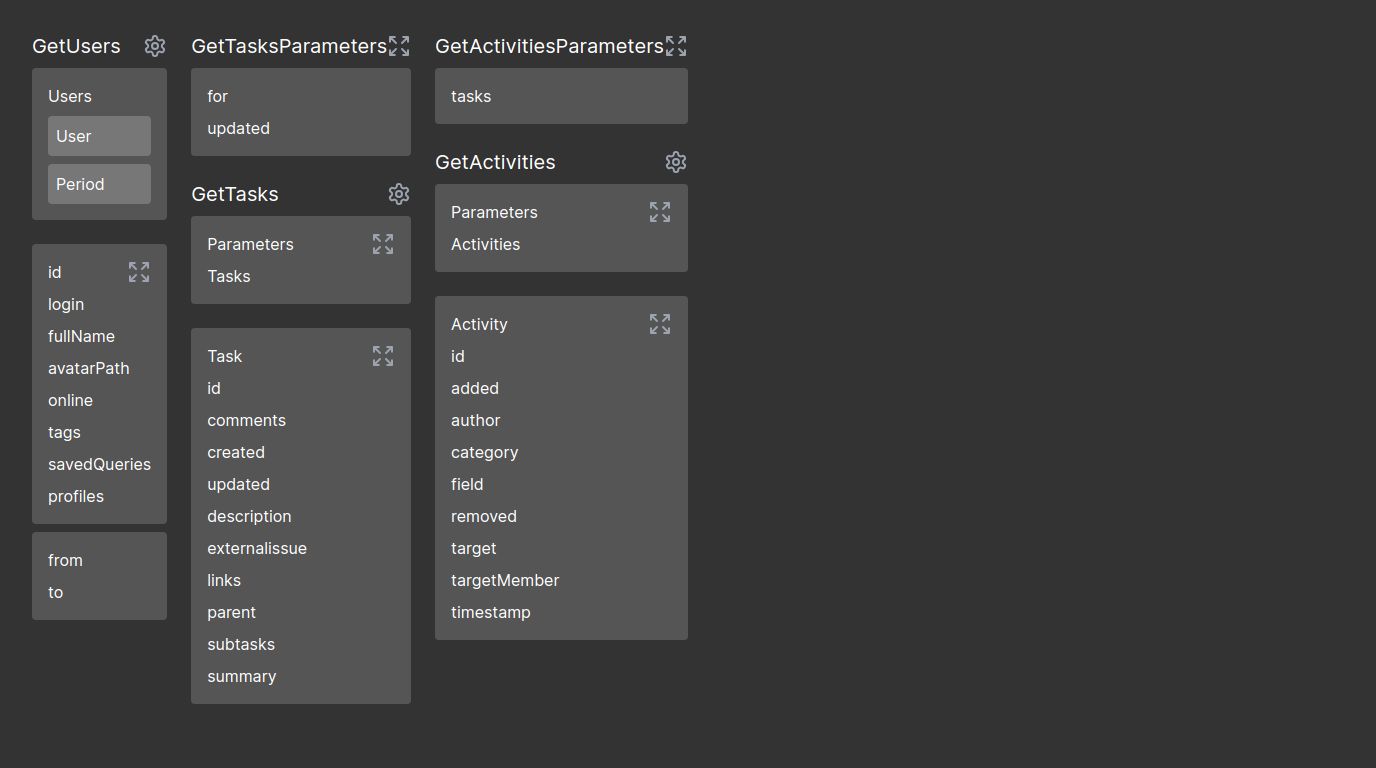 GetUsers
Users
User
Period
id
login
fullName
avatarPath
online
tags
savedQueries
profiles
from
to
GetTasksParameters
for
updated
GetTasks
Parameters
Tasks
Task
id
comments
created
updated
description
externalissue
links
parent
subtasks
summary
GetActivitiesParameters
tasks
GetActivities
Parameters
Activities
Activity
id
added
author
category
field
removed
target
targetMember
timestamp